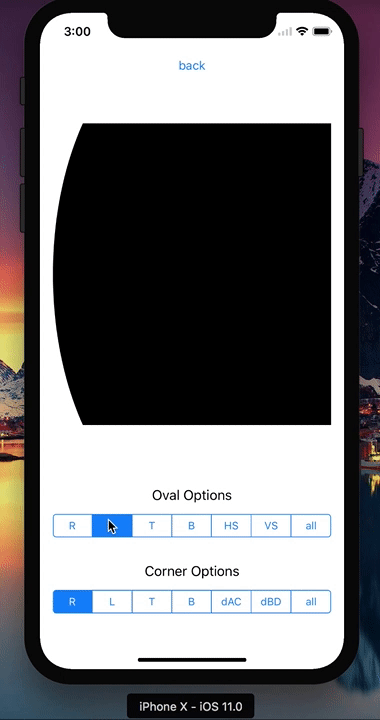 3:00
back
Oval Options
R T B HS VS all
Corner Options
R L T B dAC dBD all
iPhone X - iOS 11.0